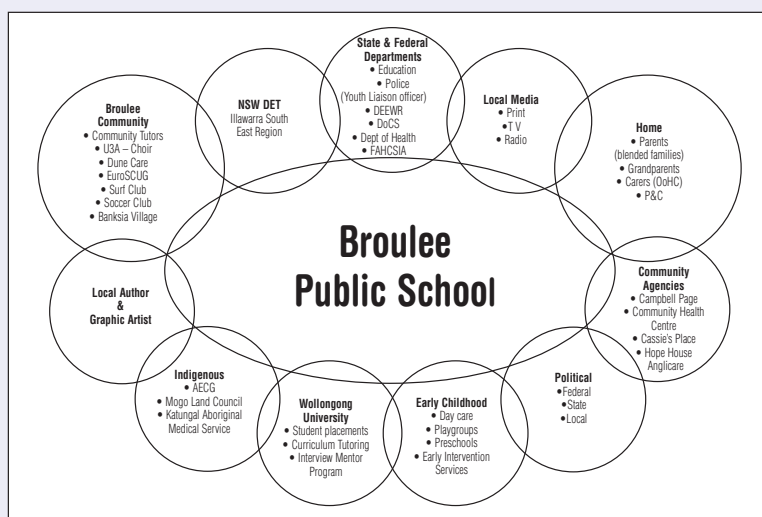 State & Federal
Departments
• Education
• Police
(Youth Liaison officer)
• DEEWR
• DoCS
• Dept of Health
• FAHCSIA
NSW DET
Illawarra South
East Region
Local Media
• Print
• T V
• Radio
Broulee
Community
• Community Tutors
• U3A – Choir
• Dune Care
• EuroSCUG
• Surf Club
• Soccer Club
• Banksia Village
Home
• Parents
(blended families)
• Grandparents
• Carers (OoHC)
• P&C
Broulee
Public School
Local Author
&
Graphic Artist
Community
Agencies
• Campbell Page
• Community Health
Centre
• Cassie's Place
• Hope House
Anglicare
Indigenous
• AECG
• Mogo Land Council
• Katungal Aboriginal
Medical Service
Wollongong
University
• Student placements
• Curriculum Tutoring
• Interview Mentor
Program
Early Childhood
• Day care
• Playgroups
• Preschools
• Early Intervention
Services
Political
•Federal
•State
•Local